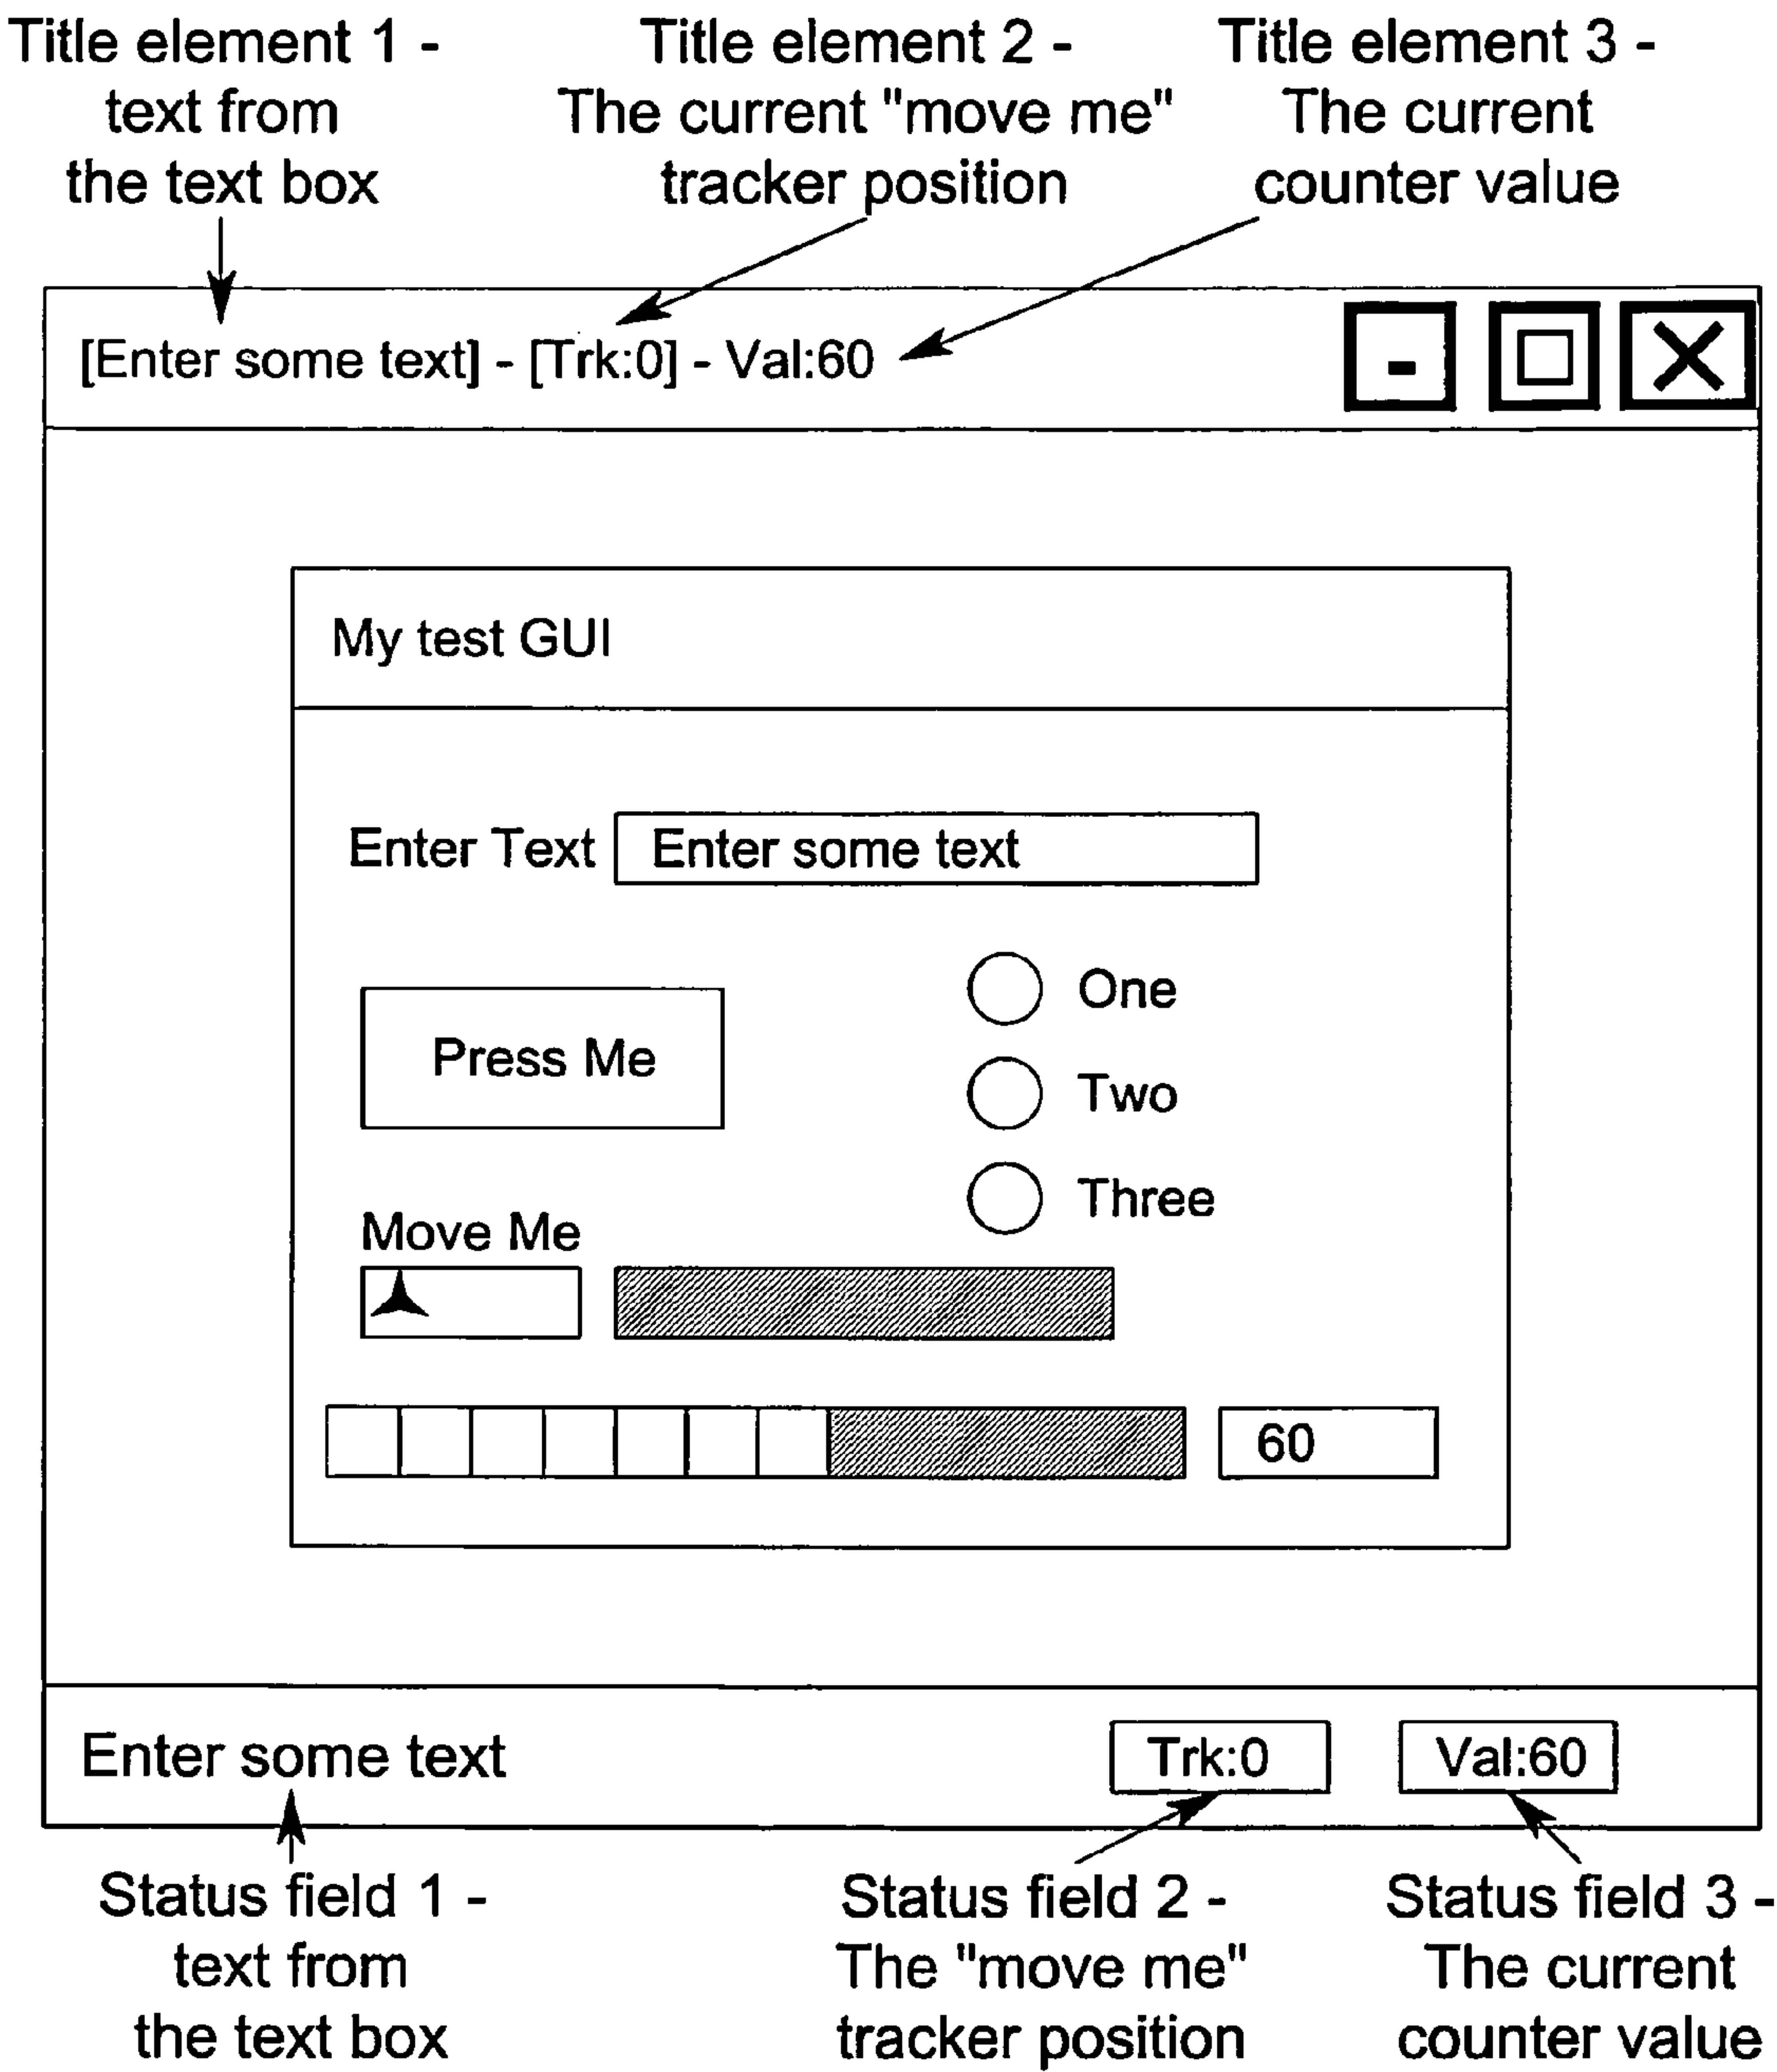 Title element 1 -
text from
the text box
Title element 2 -
The current "move me"
tracker position
Title element 3 -
The current
counter value
[Enter some text] - [Trk:0] - Val:60
My test GUI
Enter Text
Enter some text
Press Me
One
Two
Three
Move Me
60
Enter some text
Trk:0
Val:60
Status field 1 -
text from
the text box
Status field 2 -
The "move me"
tracker position
Status field 3 -
The current
counter value